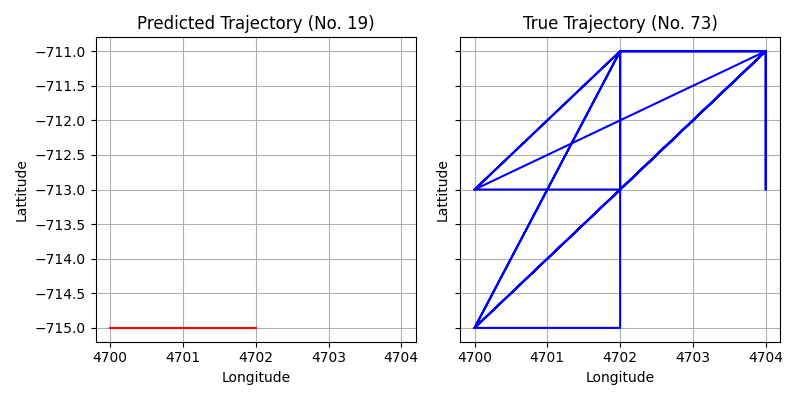 Predicted Trajectory (No. 19)
True Trajectory (No. 73)
Lattitude
−711.0
−711.5
−712.0
−712.5
−713.0
−713.5
−714.0
−714.5
−715.0
4700 4701 4702 4703 4704
Longitude
Lattitude
4700 4701 4702 4703 4704
Longitude